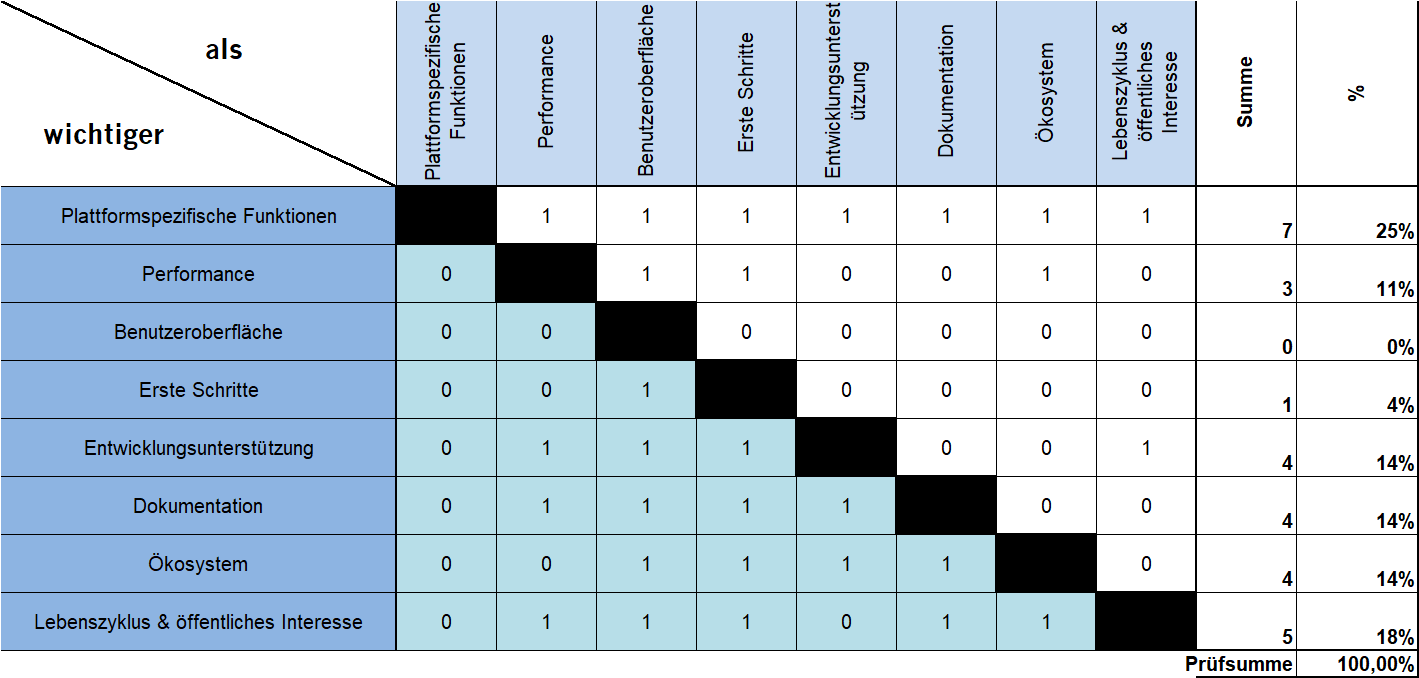 als
wichtiger
Plattformspezifische
Funktionen
Performance
Benutzeroberfläche
Erste Schritte
Entwicklungsunterst
ützung
Dokumentation
Ökosystem
Lebenszyklus &
öffentliches
Interesse
Summe
%
Plattformspezifische Funktionen 1 1 1 1 1 1 1 7 25%
Performance 0 1 1 0 0 1 0 3 11%
Benutzeroberfläche 0 0 0 0 0 0 0 0 0%
Erste Schritte 0 0 1 0 0 0 0 1 4%
Entwicklungsunterstützung 0 1 1 1 0 0 1 4 14%
Dokumentation 0 1 1 1 1 0 0 4 14%
Ökosystem 0 0 1 1 1 1 0 4 14%
Lebenszyklus & öffentliches Interesse 0 1 1 1 0 1 1 5 18%
Prüfsumme 100,00%